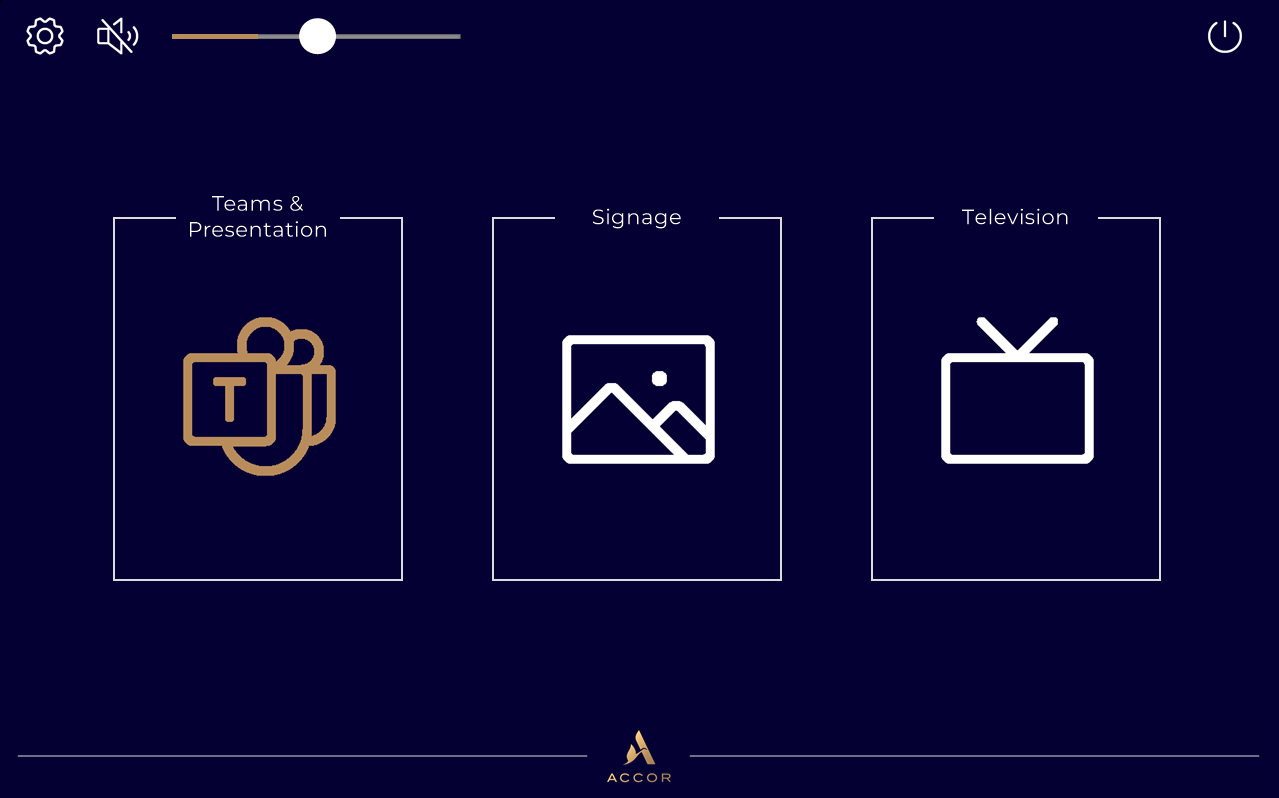 Teams &
Presentation
Signage
Television
T
ACCOR